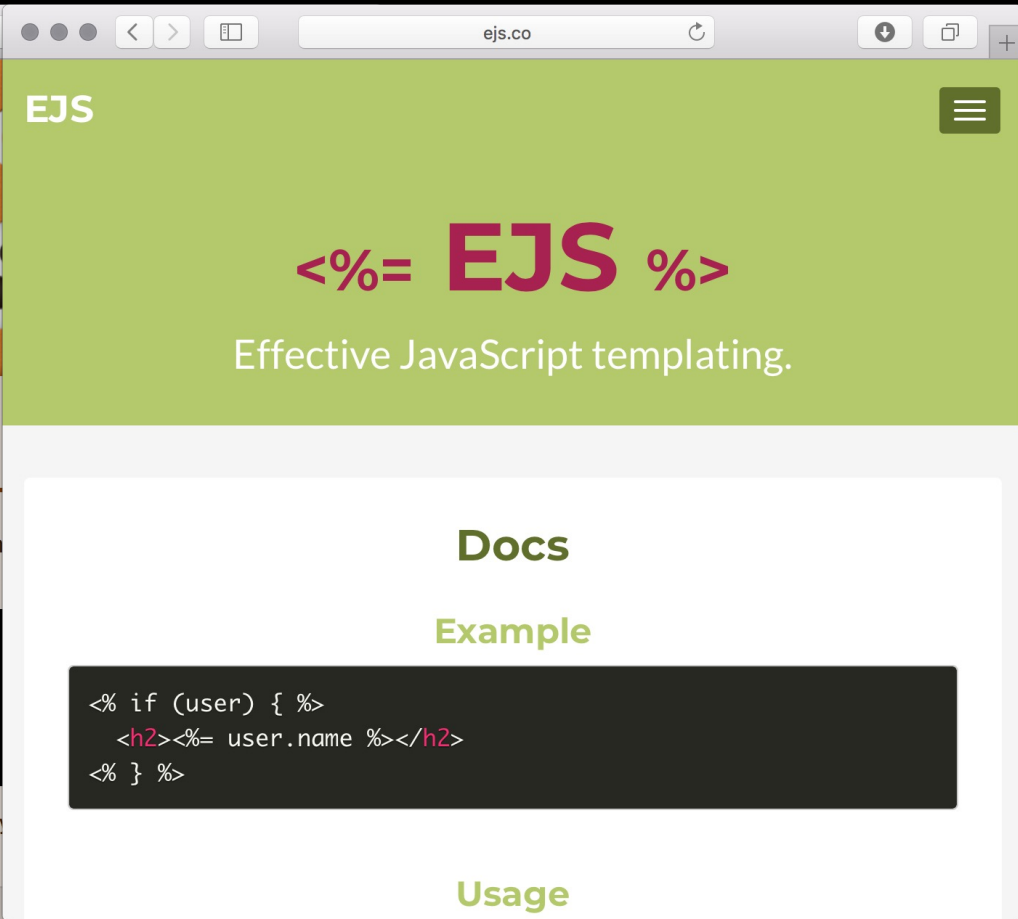 ejs.co
EJS
<%= EJS %>
Effective JavaScript templating.
Docs
Example
<% if (user) { %>
  <h2><%= user.name %></h2>
<% } %>
Usage